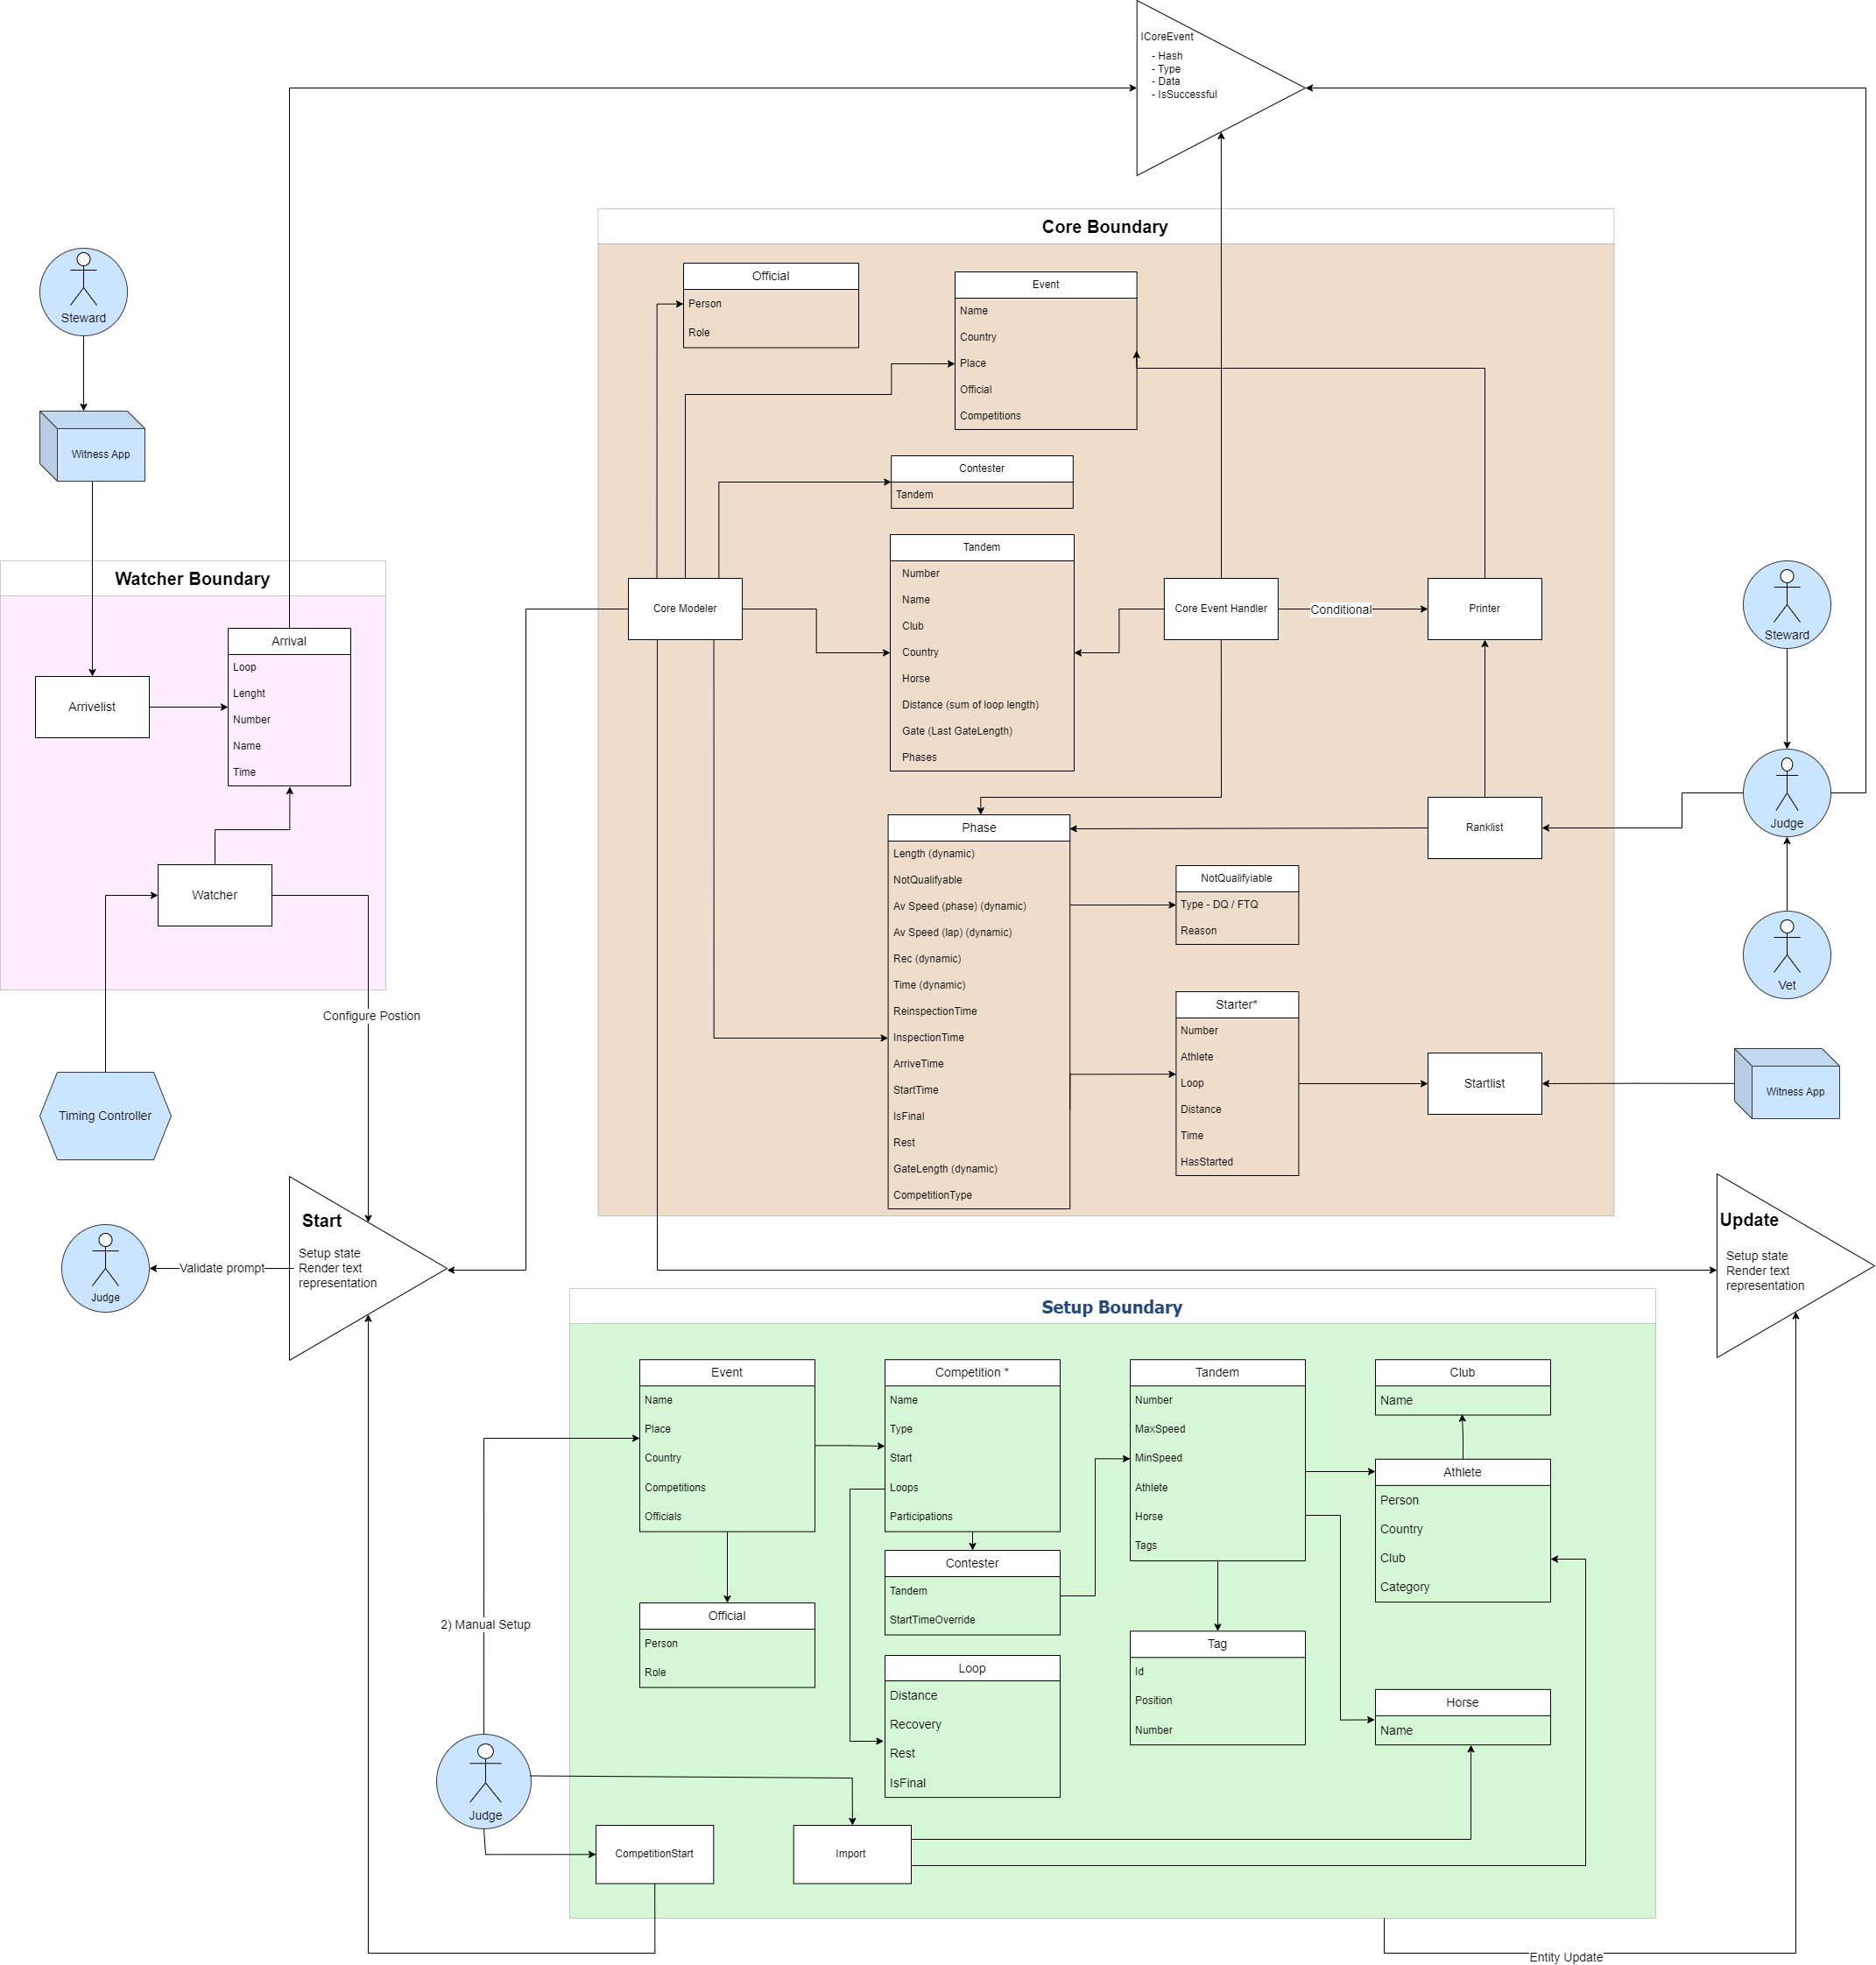 ICoreEvent
- Hash
- Type
- Data
- IsSuccessful
Core Boundary
Steward
Witness App
Official
Person
Role
Event
Name
Country
Place
Official
Competitions
Contester
Tandem
Tandem
Number
Name
Club
Country
Horse
Distance (sum of loop length)
Gate (Last GateLength)
Phases
Core Modeler
Core Event Handler
Conditional
Printer
Watcher Boundary
Arrival
Loop
Lenght
Number
Name
Time
Arrivelist
Watcher
Configure Postion
Timing Controller
Phase
Length (dynamic)
NotQualifyable
Av Speed (phase) (dynamic)
Av Speed (lap) (dynamic)
Rec (dynamic)
Time (dynamic)
ReinspectionTime
InspectionTime
ArriveTime
StartTime
IsFinal
Rest
GateLength (dynamic)
CompetitionType
Ranklist
NotQualifyiable
Type - DQ / FTQ
Reason
Starter*
Number
Athlete
Loop
Distance
Time
HasStarted
Startlist
Steward
Judge
Vet
Witness App
Start
Setup state
Render text
representation
Validate prompt
Judge
Update
Setup state
Render text
representation
Setup Boundary
Event
Name
Place
Country
Competitions
Officials
Competition *
Name
Type
Start
Loops
Participations
Tandem
Number
MaxSpeed
MinSpeed
Athlete
Horse
Tags
Club
Name
Athlete
Person
Country
Club
Category
Contester
Tandem
StartTimeOverride
Official
Person
Role
Loop
Distance
Recovery
Rest
IsFinal
Tag
Id
Position
Number
Horse
Name
2) Manual Setup
Judge
CompetitionStart
Import
Entity Update